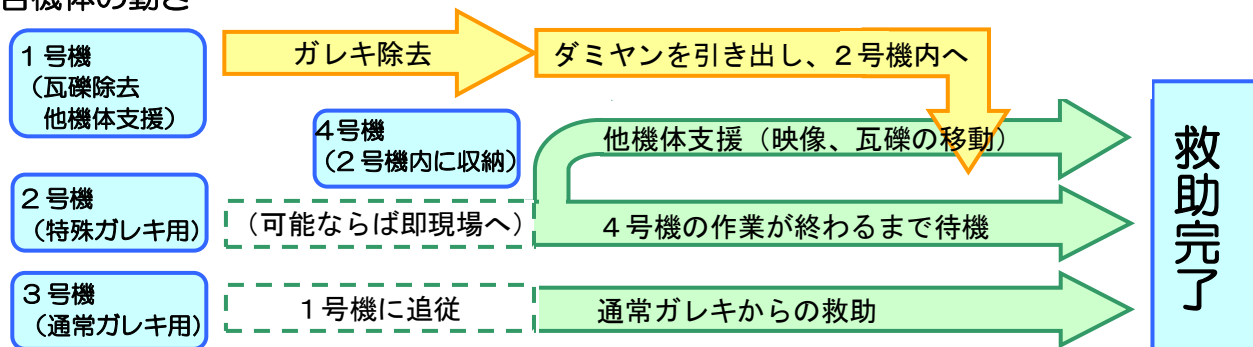 各機体の動き
1号機
（瓦礫除去
他機体支援）
ガレキ除去
ダミヤンを引き出し、2号機内へ
4号機
（2号機内に収納）
他機体支援（映像、瓦礫の移動）
2号機
（特殊ガレキ用）
（可能ならば即現場へ）
4号機の作業が終わるまで待機
3号機
（通常ガレキ用）
1号機に追従
通常ガレキからの救助
救助完了